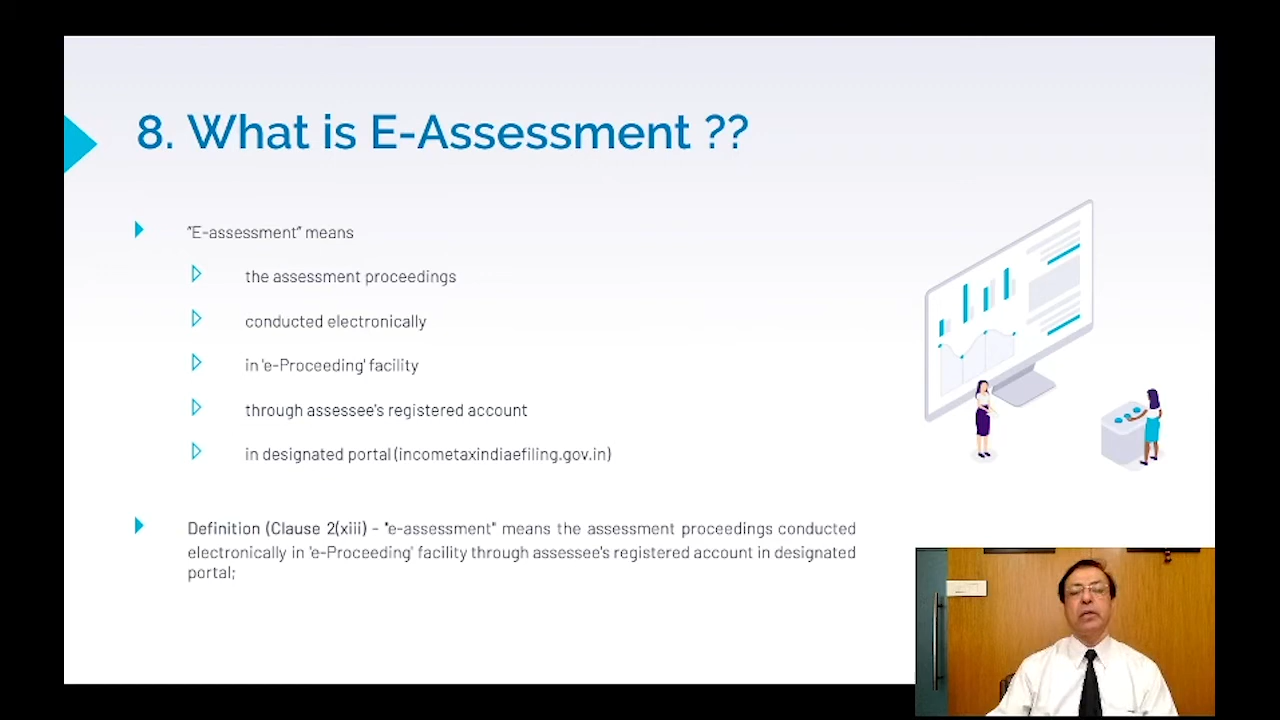 8. What is E-Assessment ??
"E-assessment" means
the assessment proceedings
conducted electronically
in 'e-Proceeding' facility
through assessee's registered account
in designated portal (incometaxindiaefiling.gov.in)
Definition (Clause 2(xiii) - "e-assessment" means the assessment proceedings conducted
electronically in 'e-Proceeding' facility through assessee's registered account in designated
portal;